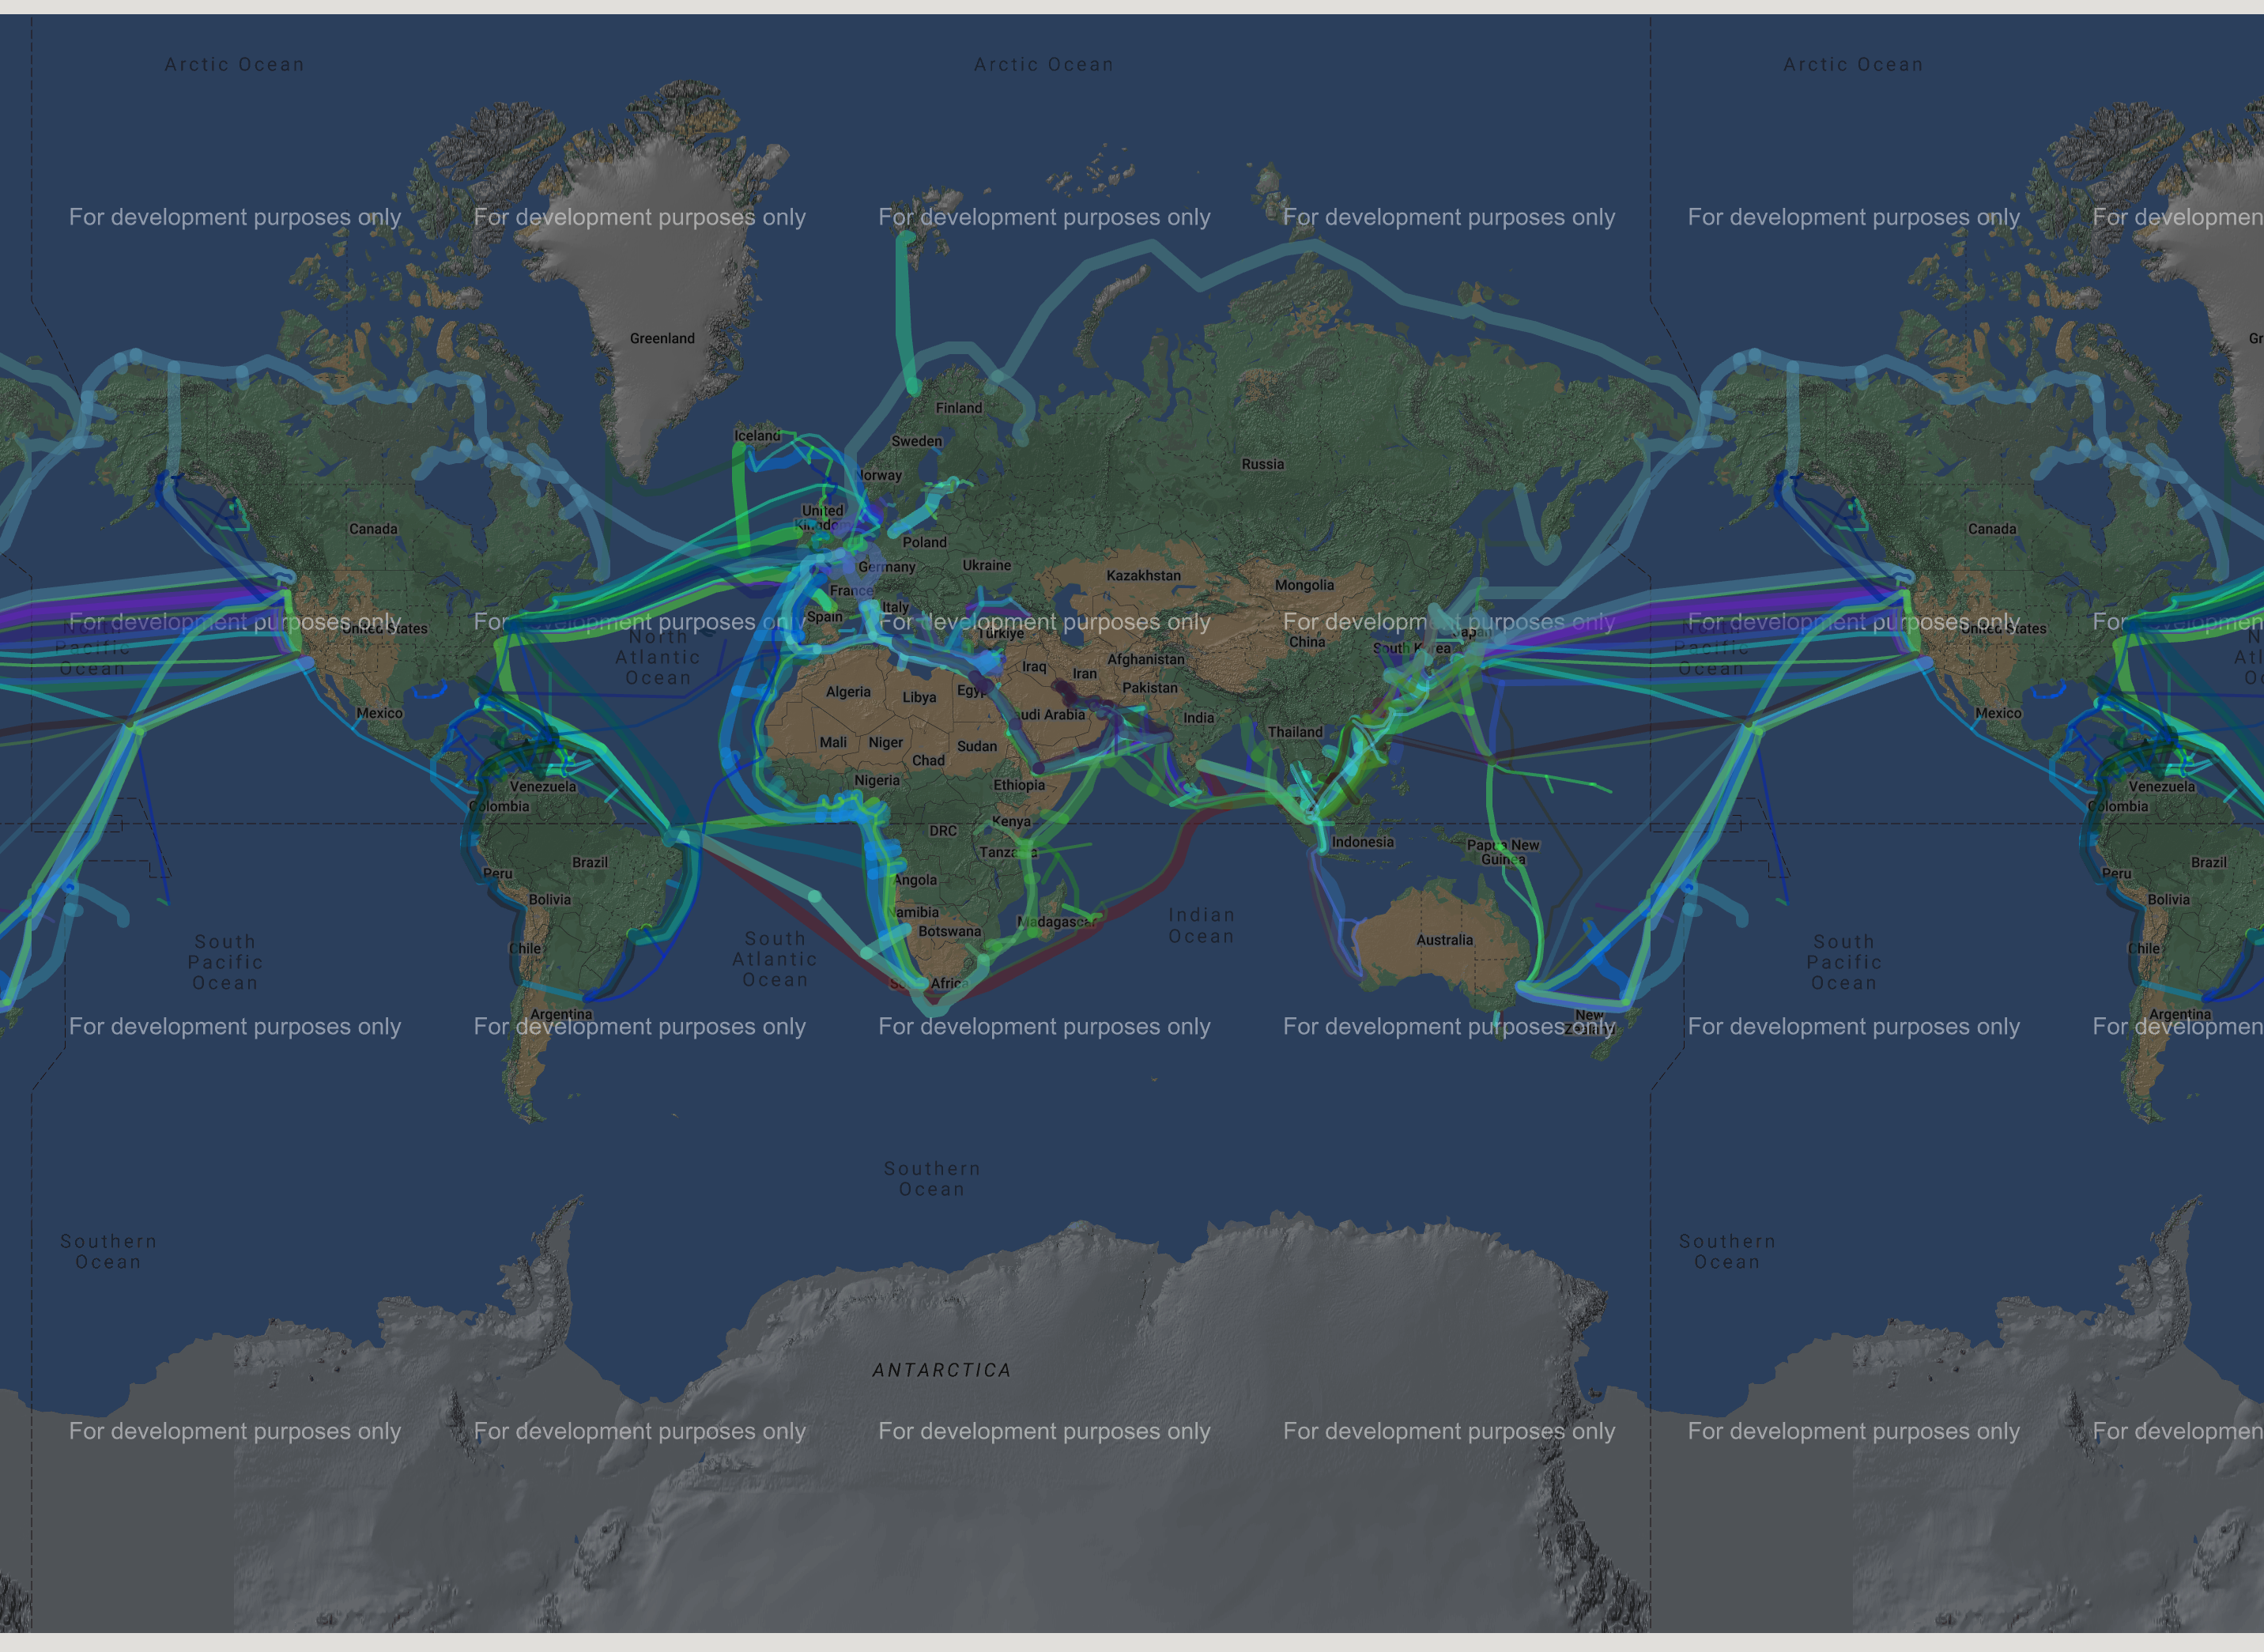 Arctic Ocean
Arctic Ocean
Arctic Ocean
For development purposes only
For development purposes only
For development purposes only
For development purposes only
For development purposes only
For developmen
Greenland
Gr
Iceland
Finland
Sweden
Norway
Russia
United
Kingdom
Canada
Canada
Poland
Germany
Ukraine
Kazakhstan
Mongolia
France
Italy
Spain
For development purposes only
For development purposes only
For development purposes only
For development purposes only
For development purposes only
For developmen
North
Pacific
Ocean
United States
North
Atlantic
Ocean
Türkiye
China
South Korea
Japan
North
Pacific
Ocean
United States
Iraq
Iran
Afghanistan
Pakistan
Algeria
Libya
Egypt
Saudi Arabia
India
Thailand
Mexico
Mexico
Mali
Niger
Chad
Sudan
Nigeria
Ethiopia
Venezuela
Venezuela
Colombia
Colombia
DRC
Kenya
Tanzania
Indonesia
Papua New
Guinea
Brazil
Brazil
Peru
Peru
Angola
Bolivia
Bolivia
Namibia
Botswana
Madagascar
Indian
Ocean
Australia
Chile
Chile
South
Pacific
Ocean
South
Atlantic
Ocean
South
Pacific
Ocean
South Africa
Argentina
Argentina
New
Zealand
For development purposes only
For development purposes only
For development purposes only
For development purposes only
For development purposes only
For developmen
Southern
Ocean
Southern
Ocean
Southern
Ocean
ANTARCTICA
For development purposes only
For development purposes only
For development purposes only
For development purposes only
For development purposes only
For developmen